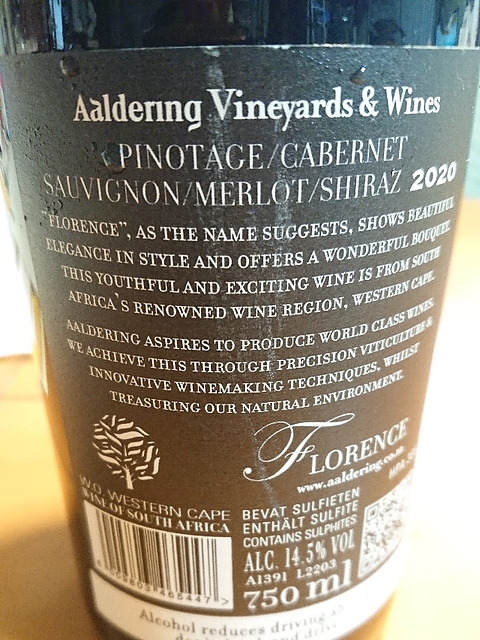 Aaldering Vineyards & Wines
PINOTAGE/CABERNET
SAUVIGNON/MERLOT/SHIRAZ 2020
"FLORENCE", AS THE NAME SUGGESTS, SHOWS BEAUTIFUL
ELEGANCE IN STYLE AND OFFERS A WONDERFUL BOUQUET.
THIS YOUTHFUL AND EXCITING WINE IS FROM SOUTH
AFRICA'S RENOWNED WINE REGION, WESTERN CAPE.
AALDERING ASPIRES TO PRODUCE WORLD CLASS WINES.
WE ACHIEVE THIS THROUGH PRECISION VITICULTURE &
INNOVATIVE WINEMAKING TECHNIQUES, WHILST
TREASURING OUR NATURAL ENVIRONMENT.
FLORENCE
www.aaldering.co.za
W.O. WESTERN CAPE
WINE OF SOUTH AFRICA
BEVAT SULFIETEN
ENTHÄLT SULFITE
CONTAINS SULPHITES
ALC. 14.5% VOL
A1391 L2203
750 ml
Alcohol reduces driving